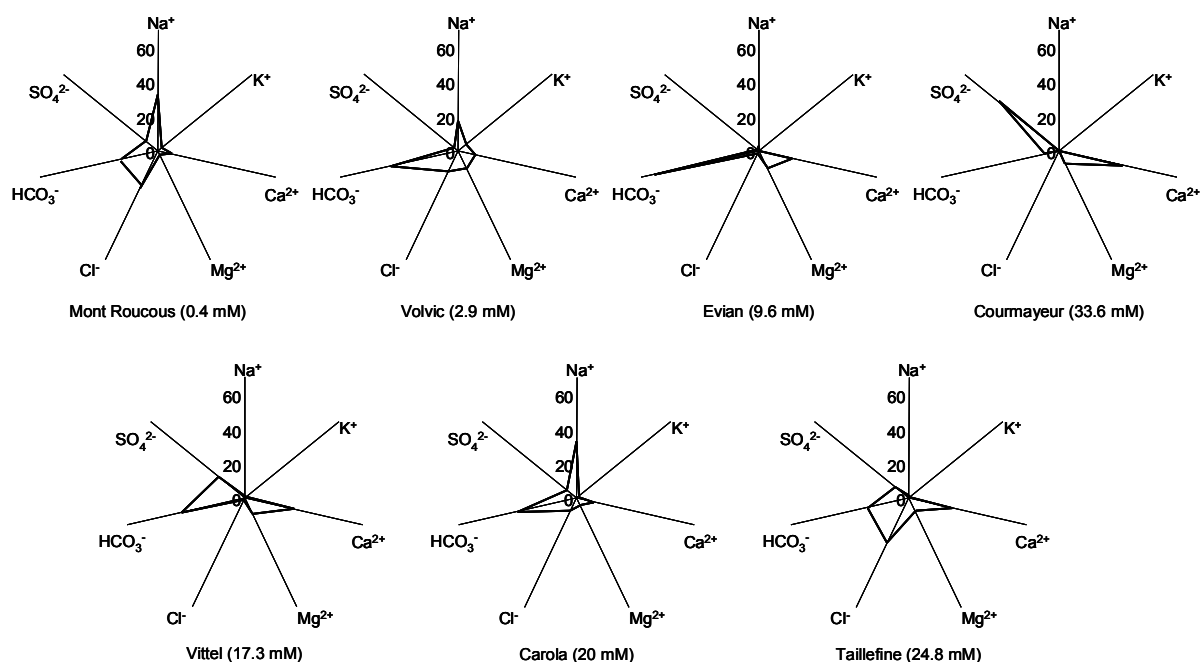 Na⁺
60
K⁺
SO₄²⁻
40
20
0
HCO₃⁻
Ca²⁺
Cl⁻
Mg²⁺
Mont Roucous (0.4 mM)
Na⁺
60
K⁺
SO₄²⁻
40
20
0
HCO₃⁻
Ca²⁺
Cl⁻
Mg²⁺
Volvic (2.9 mM)
Na⁺
60
K⁺
SO₄²⁻
40
20
0
HCO₃⁻
Ca²⁺
Cl⁻
Mg²⁺
Evian (9.6 mM)
Na⁺
60
K⁺
SO₄²⁻
40
20
0
HCO₃⁻
Ca²⁺
Cl⁻
Mg²⁺
Courmayeur (33.6 mM)
Na⁺
60
K⁺
SO₄²⁻
40
20
0
HCO₃⁻
Ca²⁺
Cl⁻
Mg²⁺
Vittel (17.3 mM)
Na⁺
60
K⁺
SO₄²⁻
40
20
0
HCO₃⁻
Ca²⁺
Cl⁻
Mg²⁺
Carola (20 mM)
Na⁺
60
K⁺
SO₄²⁻
40
20
0
HCO₃⁻
Ca²⁺
Cl⁻
Mg²⁺
Taillefine (24.8 mM)